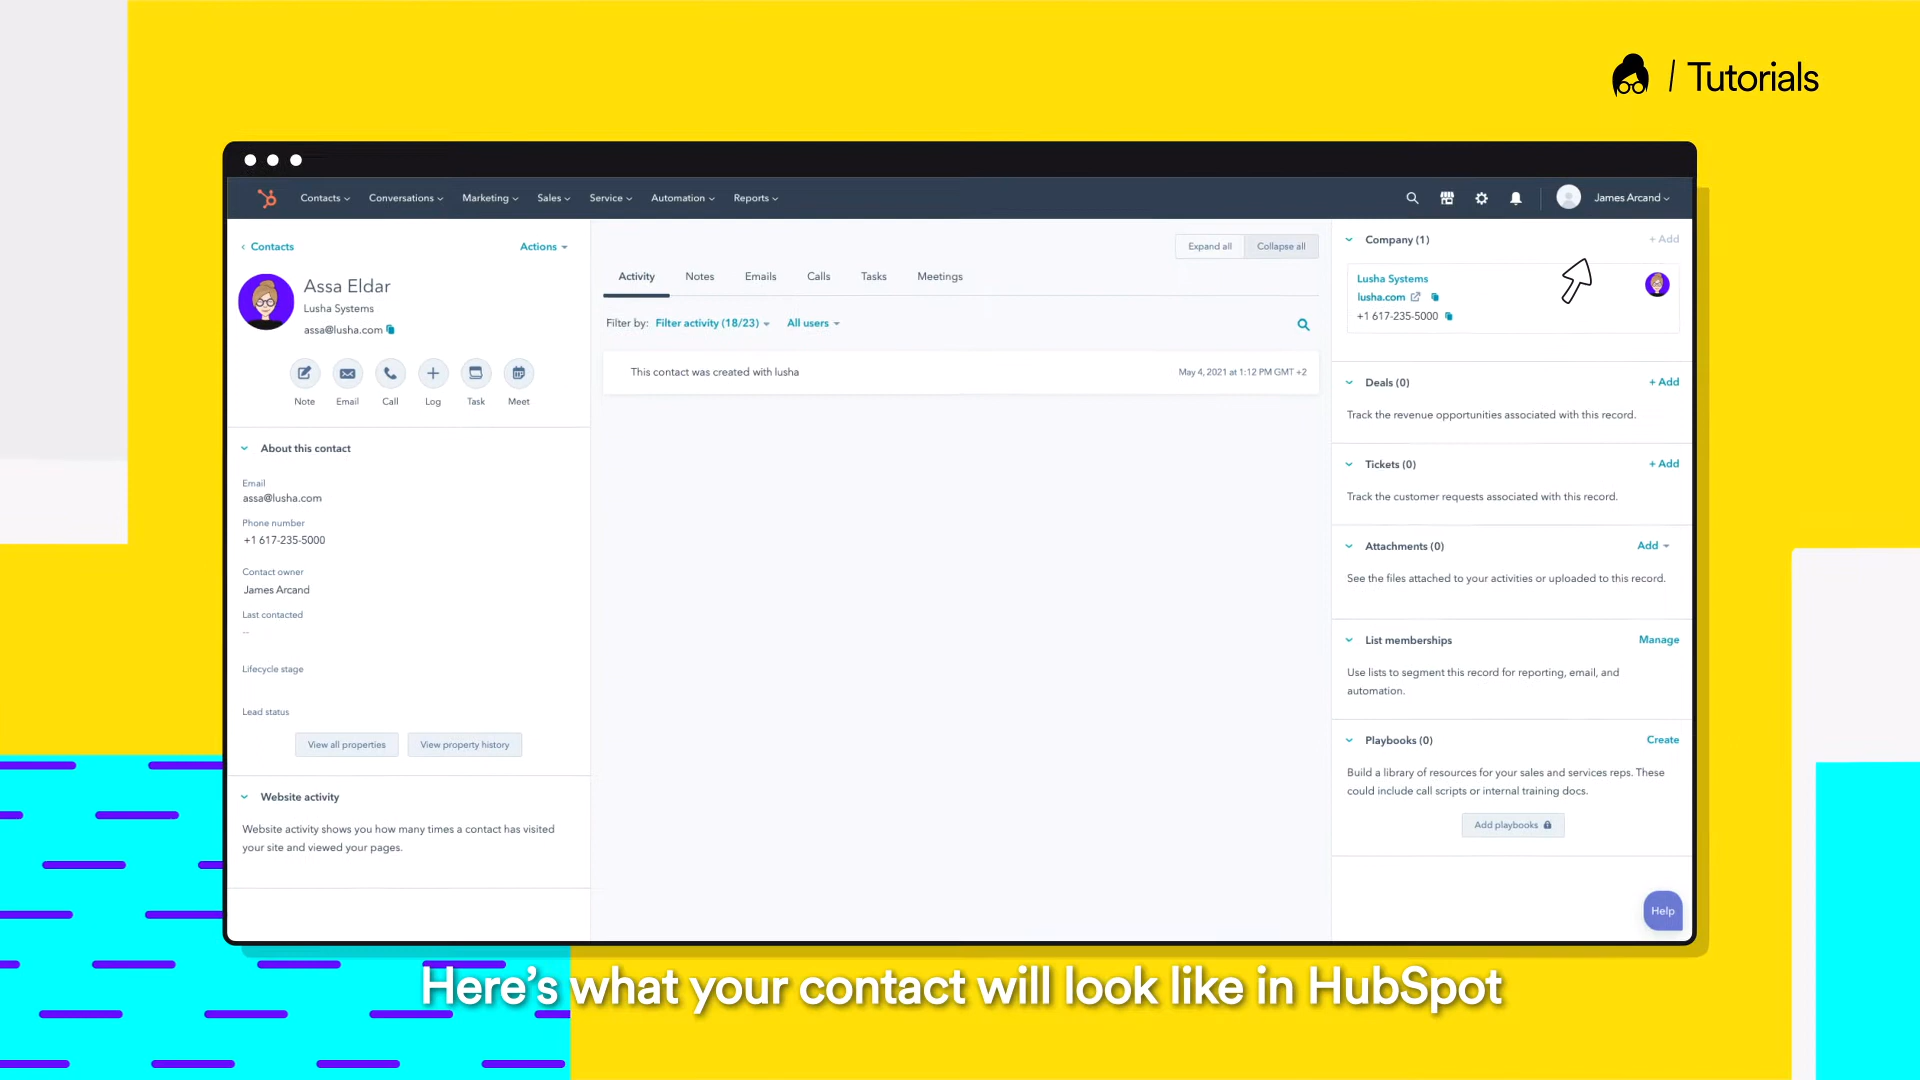 / Tutorials
Contacts Conversations Marketing Sales Service Automation Reports James Arcand
Contacts Actions
Assa Eldar
Lusha Systems
assa@lusha.com
Note Email Call Log Task Meet
About this contact
Email
assa@lusha.com
Phone number
+1 617-235-5000
Contact owner
James Arcand
Last contacted
--
Lifecycle stage
Lead status
View all properties View property history
Website activity
Website activity shows you how many times a contact has visited
your site and viewed your pages.
Expand all Collapse all
Activity Notes Emails Calls Tasks Meetings
Filter by: Filter activity (18/23) All users
This contact was created with lusha May 4, 2021 at 1:12 PM GMT +2
Company (1) + Add
Lusha Systems
lusha.com
+1 617-235-5000
Deals (0) + Add
Track the revenue opportunities associated with this record.
Tickets (0) + Add
Track the customer requests associated with this record.
Attachments (0) Add
See the files attached to your activities or uploaded to this record.
List memberships Manage
Use lists to segment this record for reporting, email, and
automation.
Playbooks (0) Create
Build a library of resources for your sales and services reps. These
could include call scripts or internal training docs.
Add playbooks
Help
Here's what your contact will look like in HubSpot